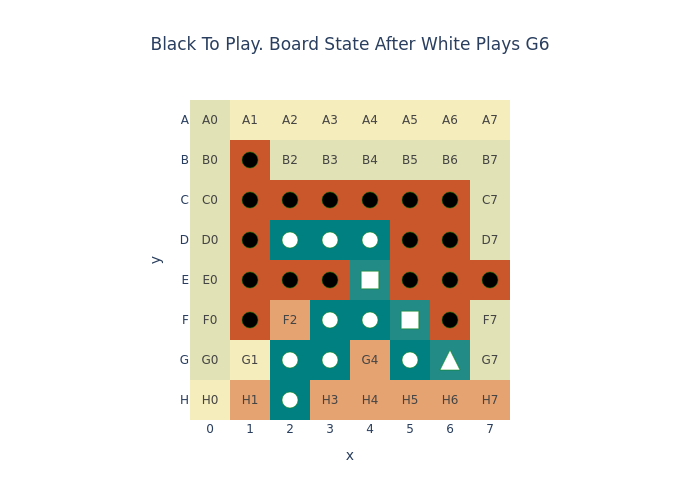 Black To Play. Board State After White Plays G6
A A0 A1 A2 A3 A4 A5 A6 A7
B B0 B2 B3 B4 B5 B6 B7
C C0 C7
D D0 D7
y
E E0
F F0 F2 F7
G G0 G1 G4 G7
H H0 H1 H3 H4 H5 H6 H7
0 1 2 3 4 5 6 7
x